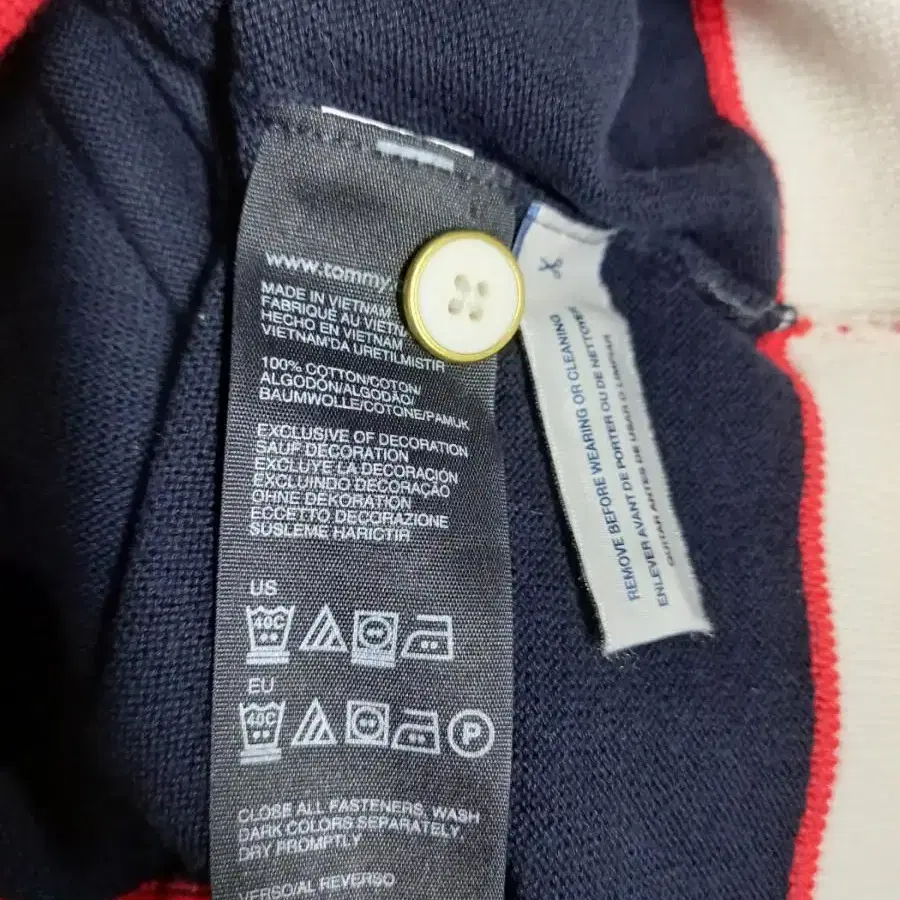 www.tommy.
MADE IN VIETNAM
FABRIQUÉ AU VIETN
HECHO EN VIETNAM
VIETNAM'DA URETILMISTIR
100% COTTON/COTON/
ALGODÓN/ALGODÃO/
BAUMWOLLE/COTONE/PAMUK
EXCLUSIVE OF DECORATION
SAUF DECORATION
EXCLUYE LA DECORACIÓN
EXCLUINDO DECORAÇÃO
OHNE DEKORATION
ECCETTO DECORAZIONE
SÜSLEME HARICTIR
US
40C
EU
40C
P
CLOSE ALL FASTENERS, WASH
DARK COLORS SEPARATELY,
DRY PROMPTLY
VERSO/AL REVERSO
REMOVE BEFORE WEARING OR CLEANING
ENLEVER AVANT DE PORTER OU DE NETTOYER
QUITAR ANTES DE USAR O LIMPIAR